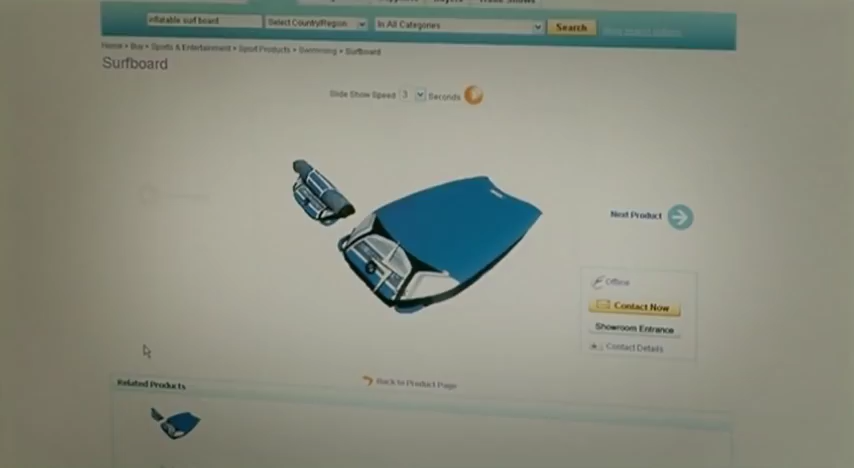 inflatable surf board Select Country/Region In All Categories Search
Home • Buy • Sports & Entertainment • Sport Products • Swimming • Surfboard
Surfboard
Slide Show Speed 3 Seconds
Next Product
Offline
Contact Now
Showroom Entrance
Contact Details
Back to Product Page
Related Products